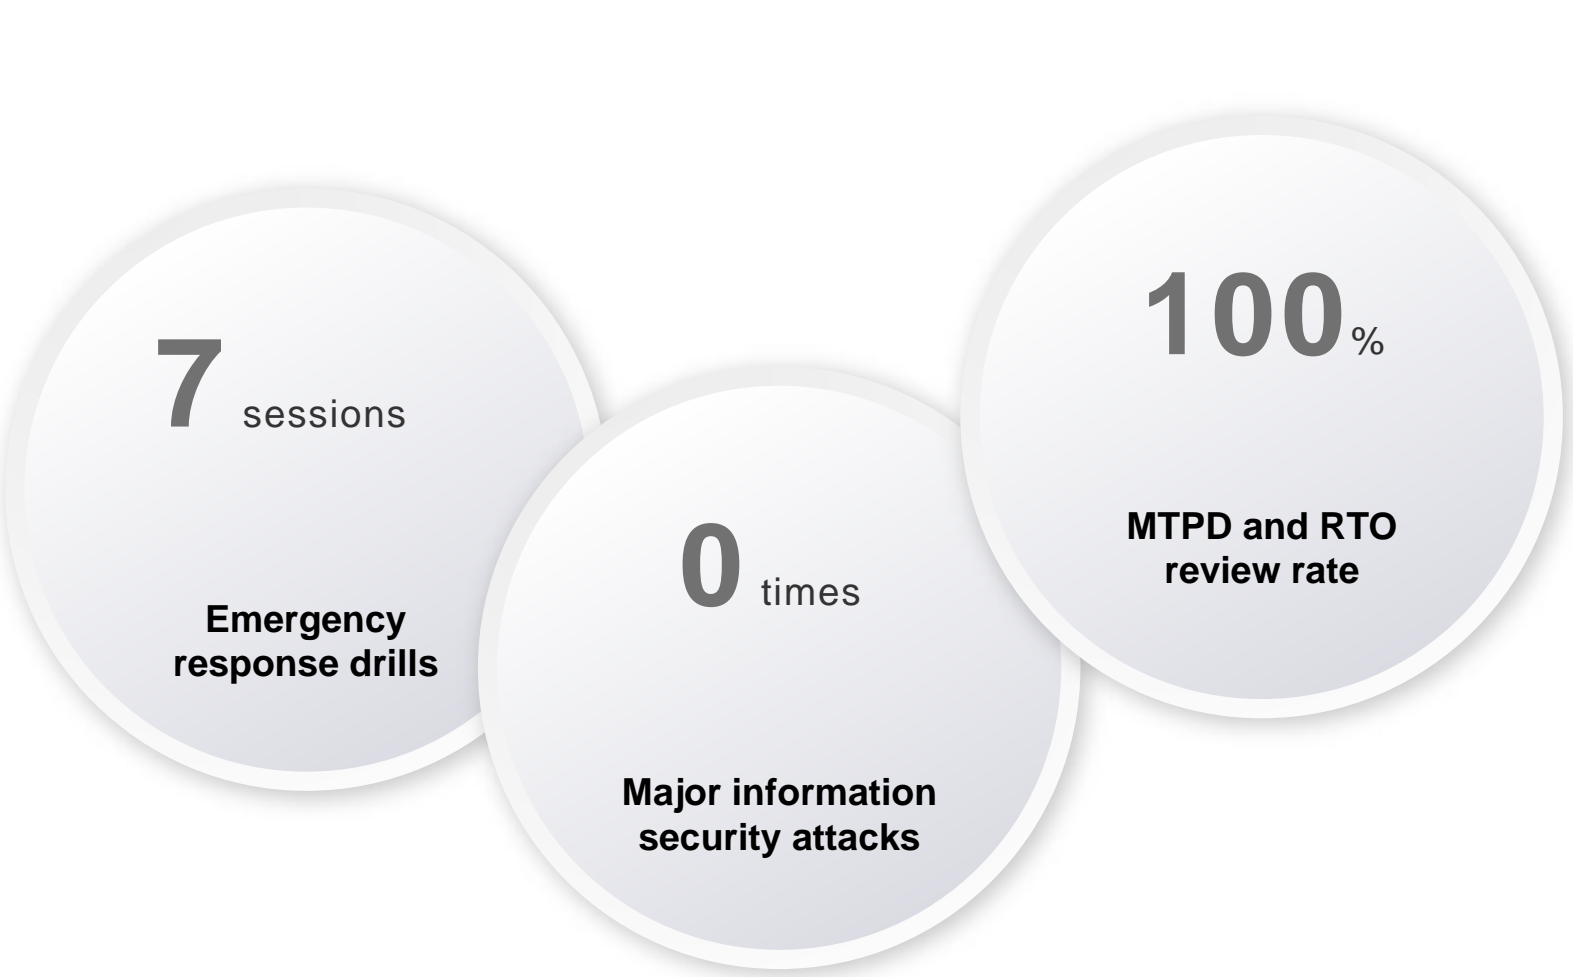 7 sessions
Emergency
response drills
0 times
Major information
security attacks
100%
MTPD and RTO
review rate